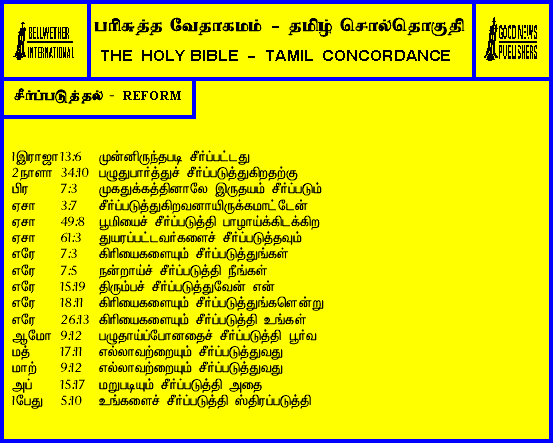 BELLWETHER
INTERNATIONAL
பரிசுத்த வேதாகமம் - தமிழ் சொல்தொகுதி
THE HOLY BIBLE - TAMIL CONCORDANCE
GOOD NEWS
PUBLISHERS
சீர்ப்படுத்தல் - REFORM
1இராஜா 13:6 முன்னிருந்தபடி சீர்ப்பட்டது
2நாளா 34:10 பழுதுபார்த்துச் சீர்ப்படுத்துகிறதற்கு
பிர 7:3 முகதுக்கத்தினாலே இருதயம் சீர்ப்படும்
ஏசா 3:7 சீர்ப்படுத்துகிறவனாயிருக்கமாட்டேன்
ஏசா 49:8 பூமியைச் சீர்ப்படுத்தி பாழாய்க்கிடக்கிற
ஏசா 61:3 துயரப்பட்டவர்களைச் சீர்ப்படுத்தவும்
எரே 7:3 கிரியைகளையும் சீர்ப்படுத்துங்கள்
எரே 7:5 நன்றாய்ச் சீர்ப்படுத்தி நீங்கள்
எரே 15:19 திரும்பச் சீர்ப்படுத்துவேன் என்
எரே 18:11 கிரியைகளையும் சீர்ப்படுத்துங்களென்று
எரே 26:13 கிரியைகளையும் சீர்ப்படுத்தி உங்கள்
ஆமோ 9:12 பழுதாய்ப்போனதைச் சீர்ப்படுத்தி பூர்வ
மத் 17:11 எல்லாவற்றையும் சீர்ப்படுத்துவது
மாற் 9:12 எல்லாவற்றையும் சீர்ப்படுத்துவது
அப் 15:17 மறுபடியும் சீர்ப்படுத்தி அதை
1பேது 5:10 உங்களைச் சீர்ப்படுத்தி ஸ்திரப்படுத்தி